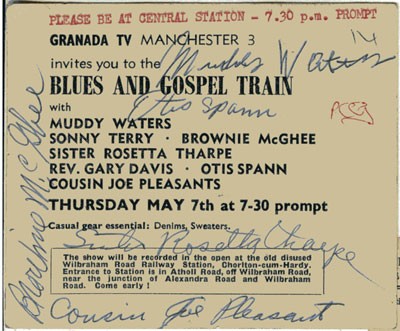 PLEASE BE AT CENTRAL STATION - 7.30 p.m. PROMPT
GRANADA TV MANCHESTER 3
14
invites you to the
Muddy Waters
BLUES AND GOSPEL TRAIN
with
Otis Spann
MUDDY WATERS
SONNY TERRY · BROWNIE McGHEE
SISTER ROSETTA THARPE
REV. GARY DAVIS · OTIS SPANN
COUSIN JOE PLEASANTS
THURSDAY MAY 7th at 7-30 prompt
Casual gear essential: Denims, Sweaters.
Sister Rosetta Tharpe
The show will be recorded in the open at the old disused
Wilbraham Road Railway Station, Chorlton-cum-Hardy.
Entrance to Station is in Atholl Road, off Wilbraham Road,
near the junction of Alexandra Road and Wilbraham
Road. Come early!
Cousin Joe Pleasant
Brownie McGhee